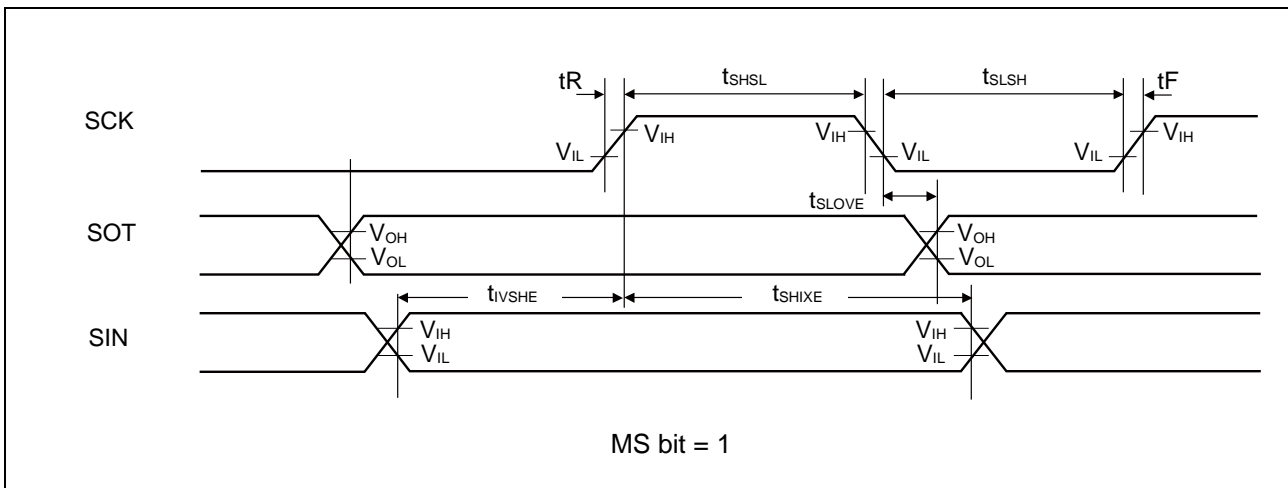 tR tSHSL tSLSH tF
SCK
VIH VIH VIH
VIL VIL VIL
tSLOVE
SOT
VOH VOH
VOL VOL
tIVSHE tSHIXE
SIN
VIH VIH
VIL VIL
MS bit = 1